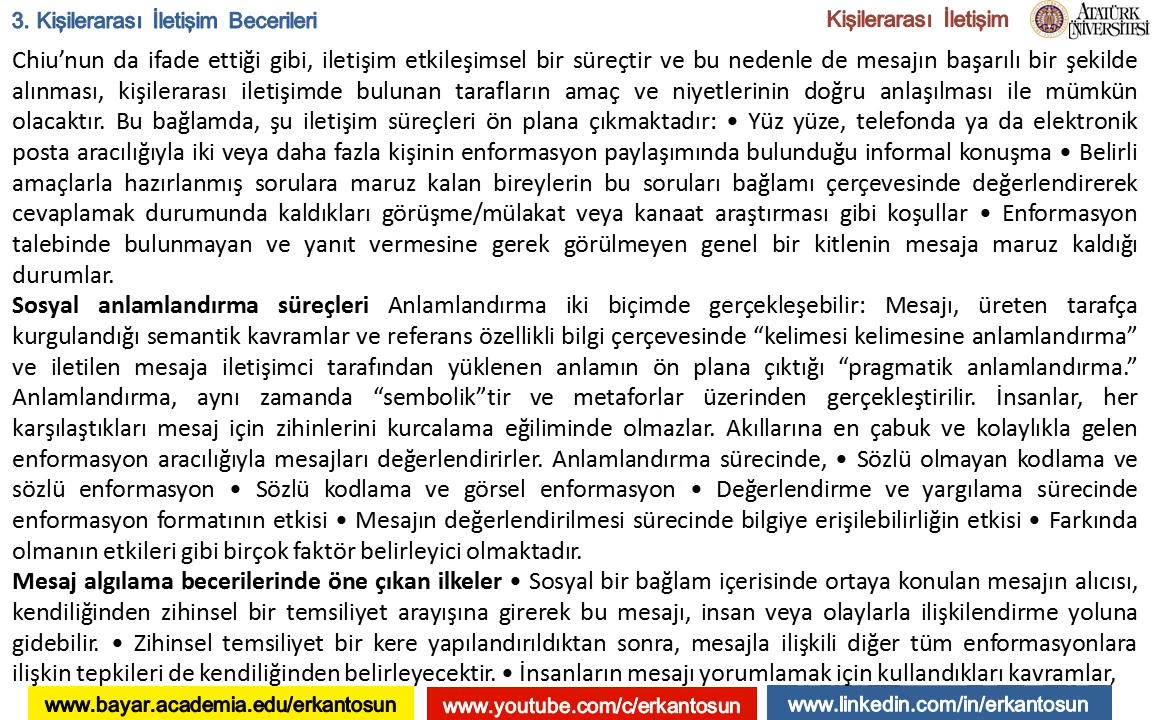 3. Kişilerarası İletişim Becerileri
Kişilerarası İletişim
ATATÜRK
ÜNİVERSİTESİ
Chiu’nun da ifade ettiği gibi, iletişim etkileşimsel bir süreçtir ve bu nedenle de mesajın başarılı bir şekilde
alınması, kişilerarası iletişimde bulunan tarafların amaç ve niyetlerinin doğru anlaşılması ile mümkün
olacaktır. Bu bağlamda, şu iletişim süreçleri ön plana çıkmaktadır: • Yüz yüze, telefonda ya da elektronik
posta aracılığıyla iki veya daha fazla kişinin enformasyon paylaşımında bulunduğu informal konuşma • Belirli
amaçlarla hazırlanmış sorulara maruz kalan bireylerin bu soruları bağlamı çerçevesinde değerlendirerek
cevaplamak durumunda kaldıkları görüşme/mülakat veya kanaat araştırması gibi koşullar • Enformasyon
talebinde bulunmayan ve yanıt vermesine gerek görülmeyen genel bir kitlenin mesaja maruz kaldığı
durumlar.
Sosyal anlamlandırma süreçleri Anlamlandırma iki biçimde gerçekleşebilir: Mesajı, üreten tarafça
kurgulandığı semantik kavramlar ve referans özellikli bilgi çerçevesinde “kelimesi kelimesine anlamlandırma”
ve iletilen mesaja iletişimci tarafından yüklenen anlamın ön plana çıktığı “pragmatik anlamlandırma.”
Anlamlandırma, aynı zamanda “sembolik”tir ve metaforlar üzerinden gerçekleştirilir. İnsanlar, her
karşılaştıkları mesaj için zihinlerini kurcalama eğiliminde olmazlar. Akıllarına en çabuk ve kolaylıkla gelen
enformasyon aracılığıyla mesajları değerlendirirler. Anlamlandırma sürecinde, • Sözlü olmayan kodlama ve
sözlü enformasyon • Sözlü kodlama ve görsel enformasyon • Değerlendirme ve yargılama sürecinde
enformasyon formatının etkisi • Mesajın değerlendirilmesi sürecinde bilgiye erişilebilirliğin etkisi • Farkında
olmanın etkileri gibi birçok faktör belirleyici olmaktadır.
Mesaj algılama becerilerinde öne çıkan ilkeler • Sosyal bir bağlam içerisinde ortaya konulan mesajın alıcısı,
kendiliğinden zihinsel bir temsiliyet arayışına girerek bu mesajı, insan veya olaylarla ilişkilendirme yoluna
gidebilir. • Zihinsel temsiliyet bir kere yapılandırıldıktan sonra, mesajla ilişkili diğer tüm enformasyonlara
ilişkin tepkileri de kendiliğinden belirleyecektir. • İnsanların mesajı yorumlamak için kullandıkları kavramlar,
www.bayar.academia.edu/erkantosun
www.youtube.com/c/erkantosun
www.linkedin.com/in/erkantosun